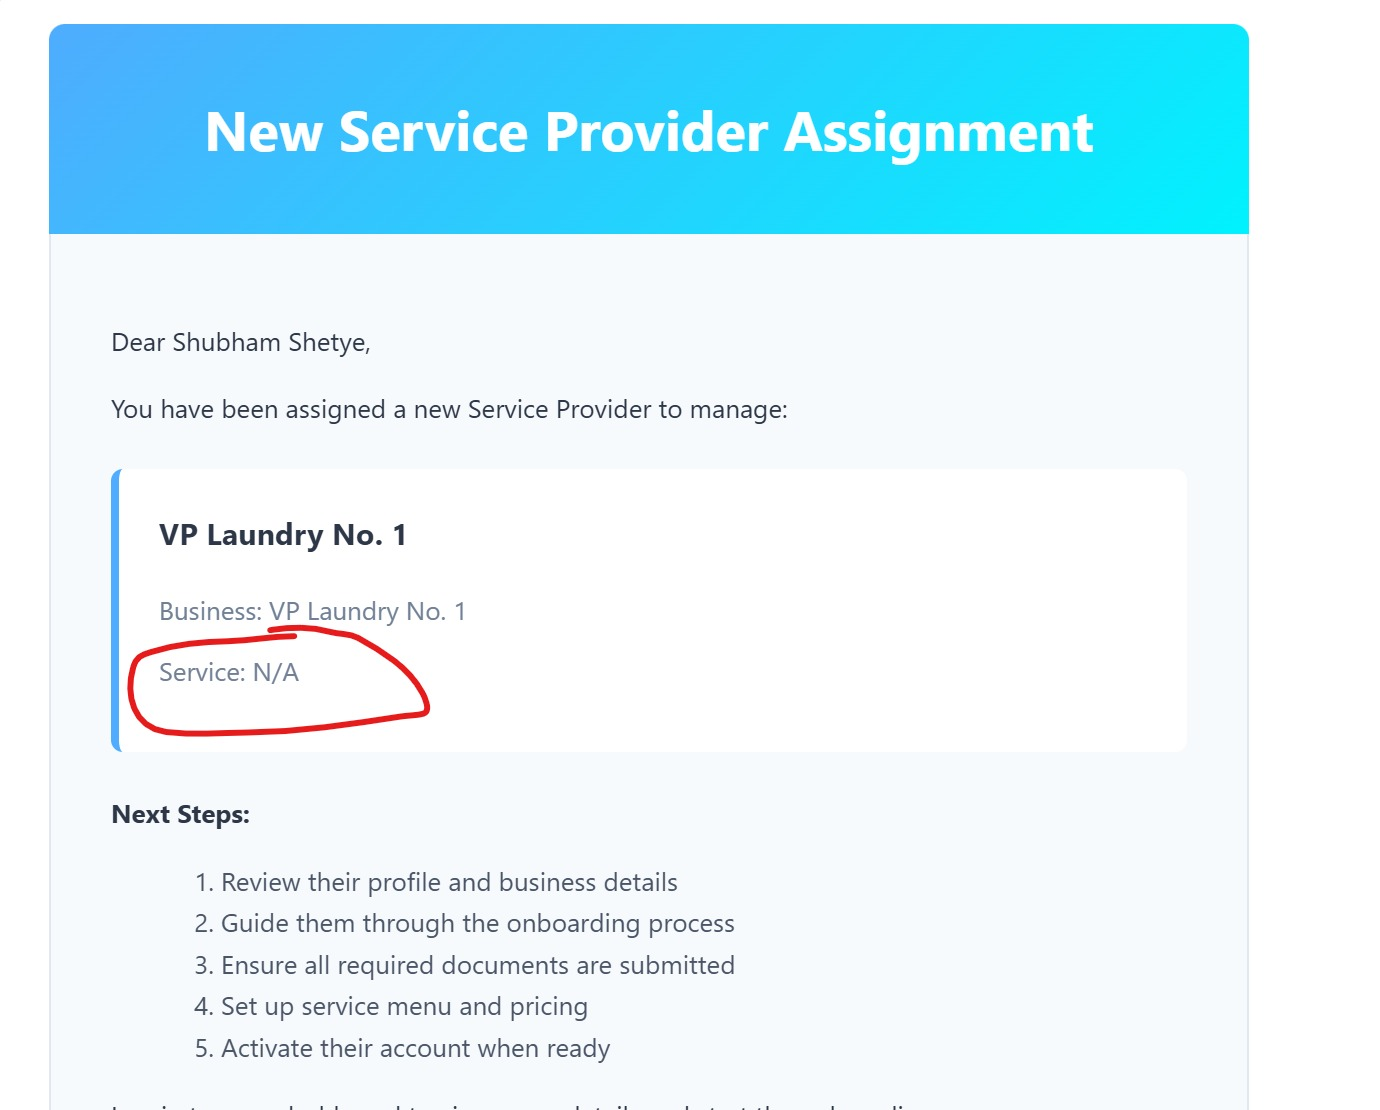 New Service Provider Assignment
Dear Shubham Shetye,
You have been assigned a new Service Provider to manage:
VP Laundry No. 1
Business: VP Laundry No. 1
Service: N/A
Next Steps:
1. Review their profile and business details
2. Guide them through the onboarding process
3. Ensure all required documents are submitted
4. Set up service menu and pricing
5. Activate their account when ready